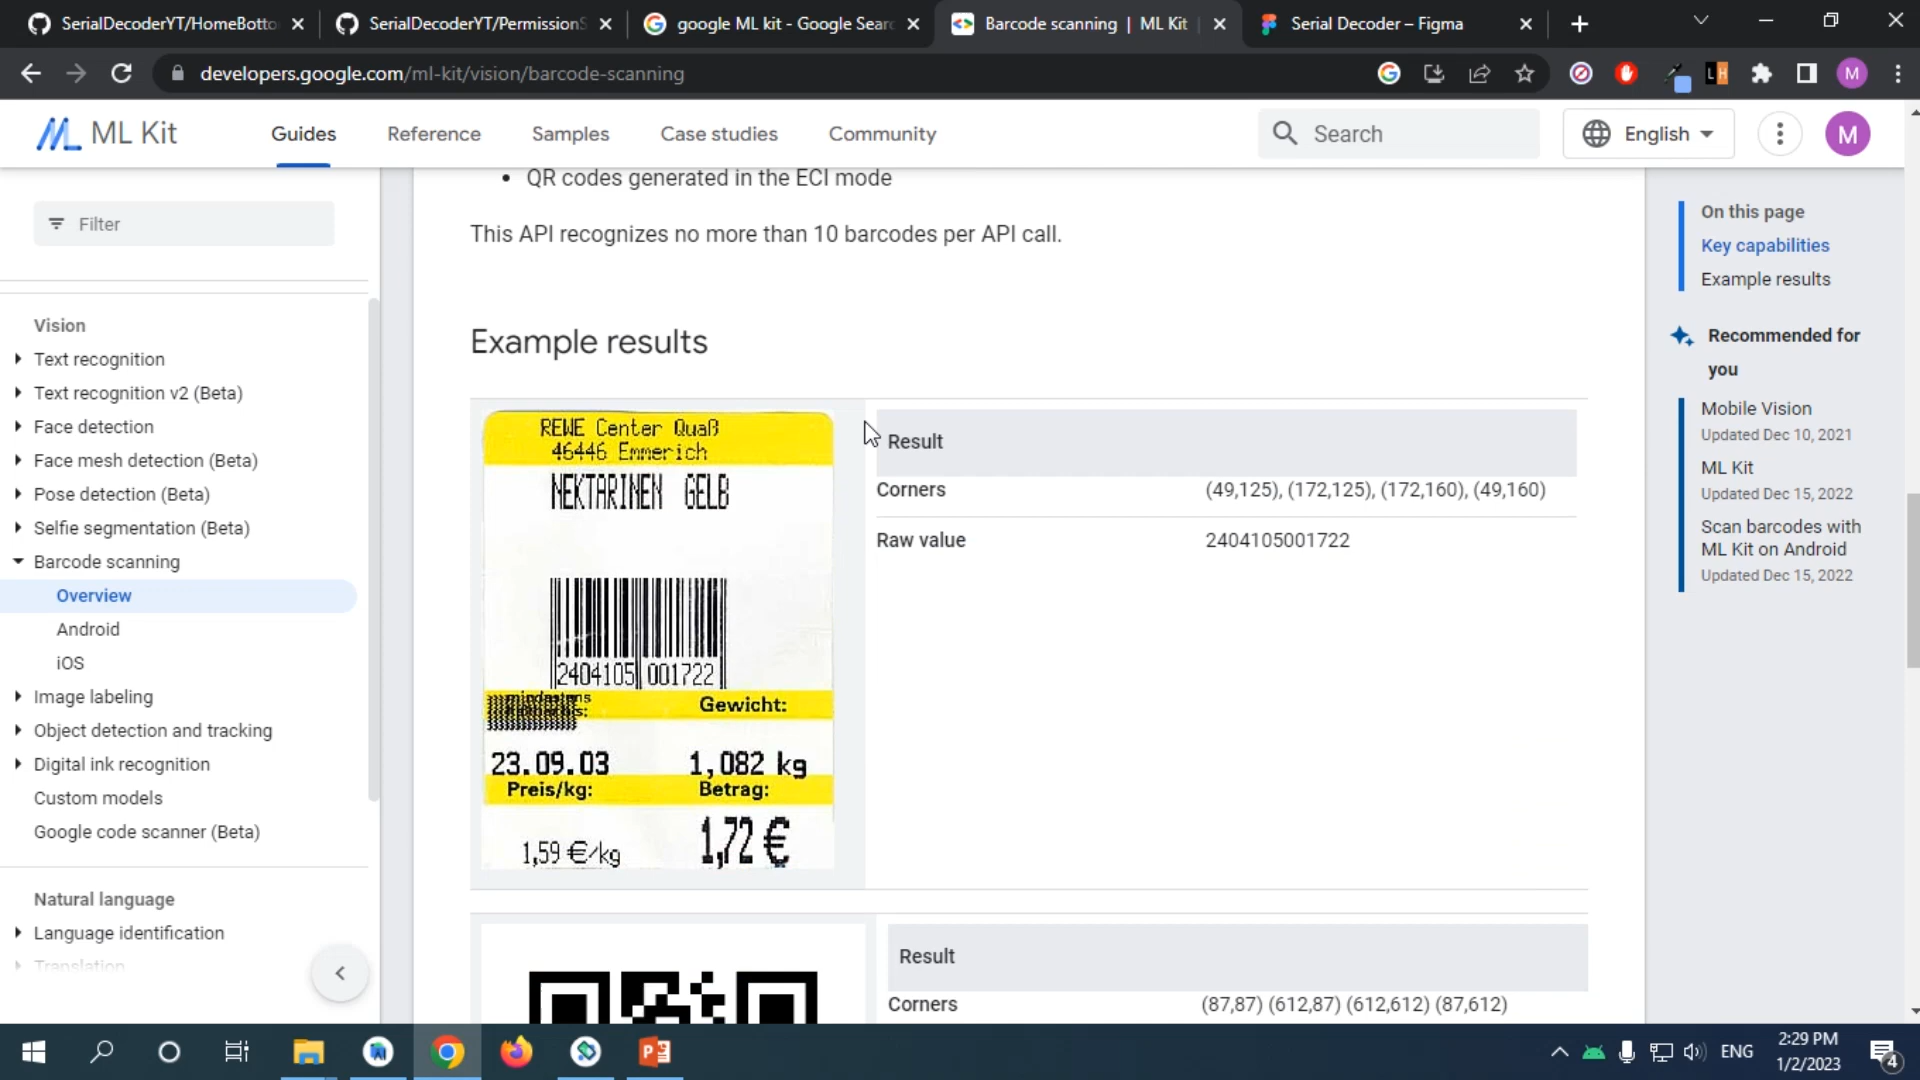 SerialDecoderYT/HomeBotto
SerialDecoderYT/PermissionS
google ML kit - Google Searc
Barcode scanning | ML Kit
Serial Decoder – Figma
developers.google.com/ml-kit/vision/barcode-scanning
LH
M
ML Kit
Guides
Reference
Samples
Case studies
Community
Search
English
M
Filter
Vision
Text recognition
Text recognition v2 (Beta)
Face detection
Face mesh detection (Beta)
Pose detection (Beta)
Selfie segmentation (Beta)
Barcode scanning
Overview
Android
iOS
Image labeling
Object detection and tracking
Digital ink recognition
Custom models
Google code scanner (Beta)
Natural language
Language identification
Translation
• QR codes generated in the ECI mode
This API recognizes no more than 10 barcodes per API call.
Example results
REWE Center Quaß
46446 Emmerich
NEKTARINEN GELB
2404105 001722
mindestens
Gewicht:
23.09.03
1,082 kg
Preis/kg:
Betrag:
1,59 €/kg
1,72 €
Result
Corners
(49,125), (172,125), (172,160), (49,160)
Raw value
2404105001722
Result
Corners
(87,87) (612,87) (612,612) (87,612)
On this page
Key capabilities
Example results
Recommended for
you
Mobile Vision
Updated Dec 10, 2021
ML Kit
Updated Dec 15, 2022
Scan barcodes with
ML Kit on Android
Updated Dec 15, 2022
ENG
2:29 PM
1/2/2023
4